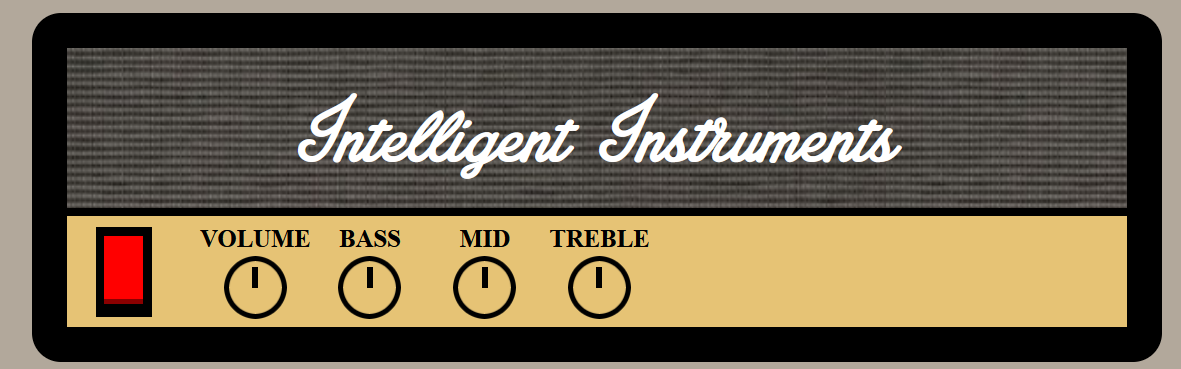 Intelligent Instruments
VOLUME BASS MID TREBLE